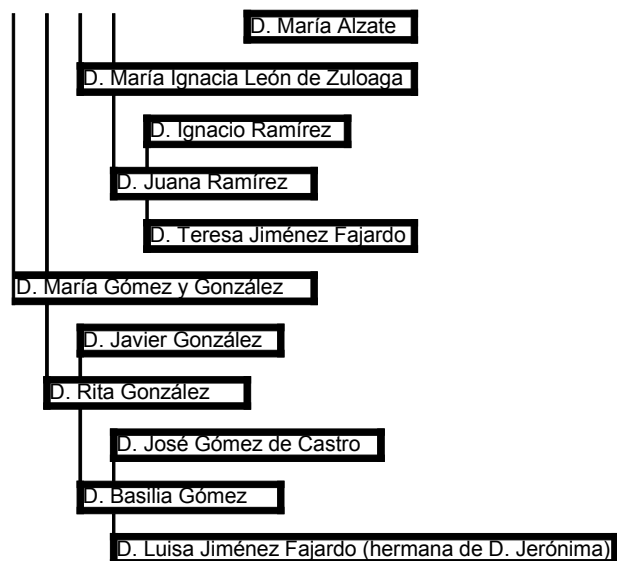 D. María Alzate
D. María Ignacia León de Zuloaga
D. Ignacio Ramírez
D. Juana Ramírez
D. Teresa Jiménez Fajardo
D. María Gómez y González
D. Javier González
D. Rita González
D. José Gómez de Castro
D. Basilia Gómez
D. Luisa Jiménez Fajardo (hermana de D. Jerónima)